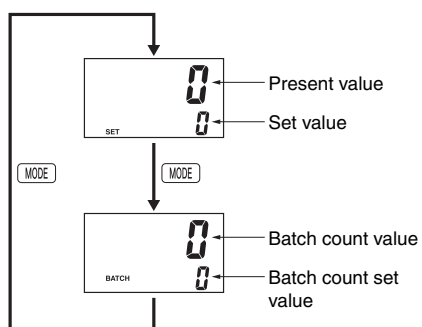 0
Present value
SET
0
Set value
MODE
MODE
0
Batch count value
BATCH
0
Batch count set
value